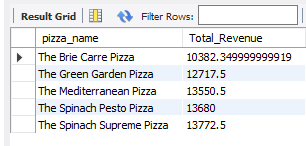 Result Grid Filter Rows:
pizza_name Total_Revenue
The Brie Carre Pizza 10382.349999999919
The Green Garden Pizza 12717.5
The Mediterranean Pizza 13550.5
The Spinach Pesto Pizza 13680
The Spinach Supreme Pizza 13772.5